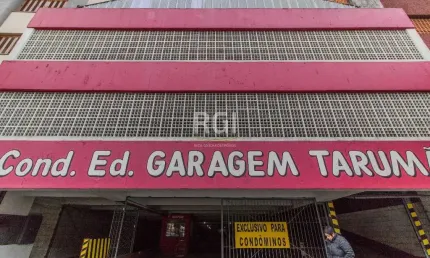 RGI
Cond. Ed. GARAGEM TARUMÃ
EXCLUSIVO PARA
CONDÔMINOS